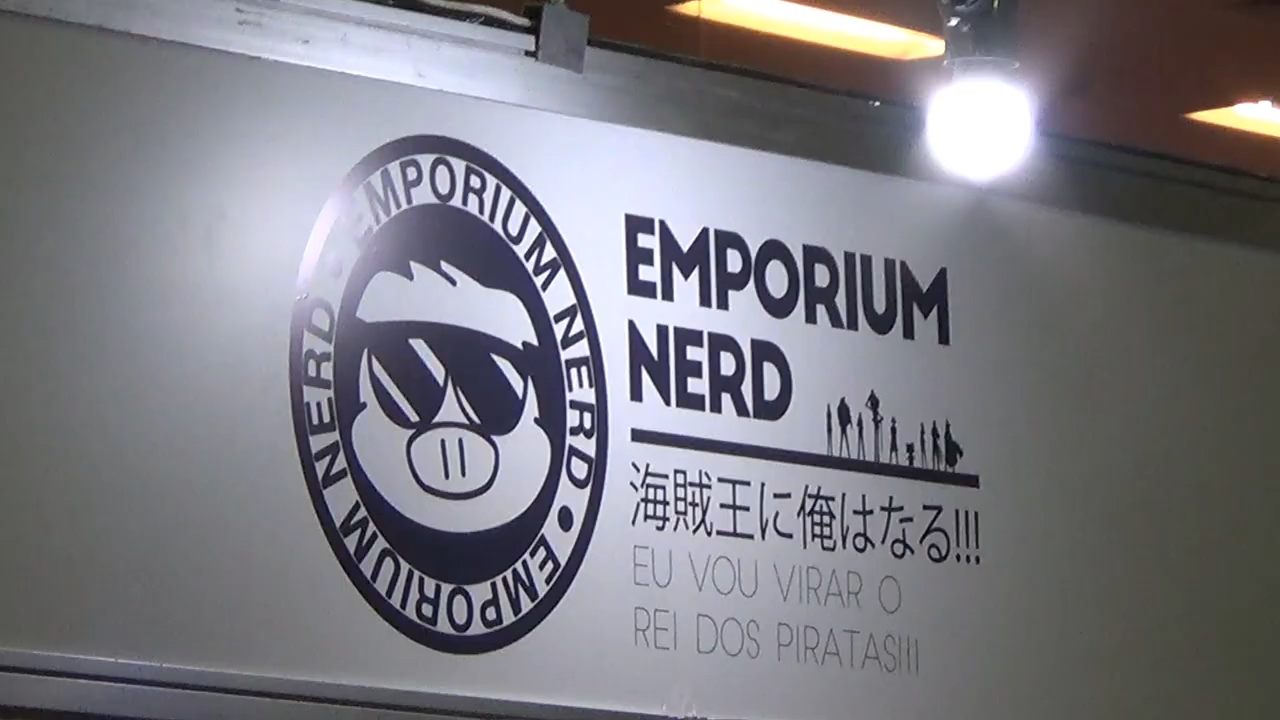 EMPORIUM NERD • EMPORIUM NERD •
EMPORIUM
NERD
海賊王に俺はなる!!!
EU VOU VIRAR O
REI DOS PIRATAS!!!